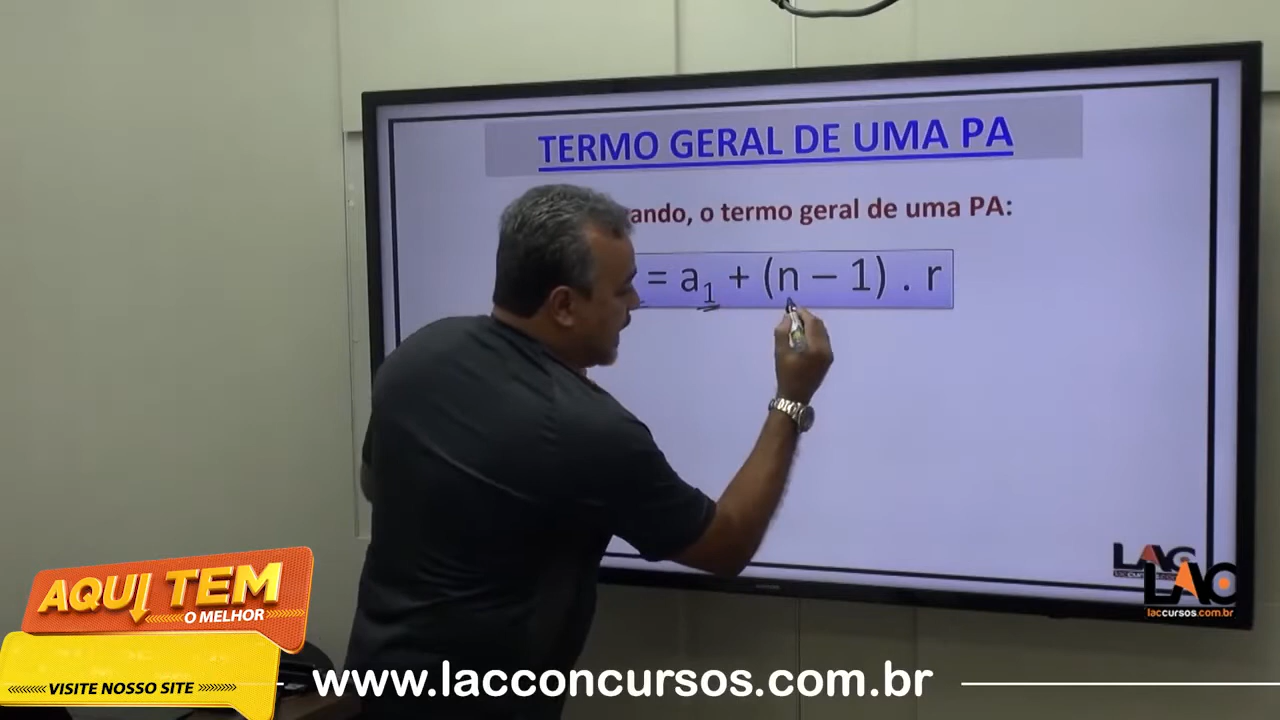 TERMO GERAL DE UMA PA
ando, o termo geral de uma PA:
= a₁ + (n – 1) . r
LAC
LAC
laccursos.com.br
AQUI TEM
O MELHOR
VISITE NOSSO SITE
www.lacconcursos.com.br